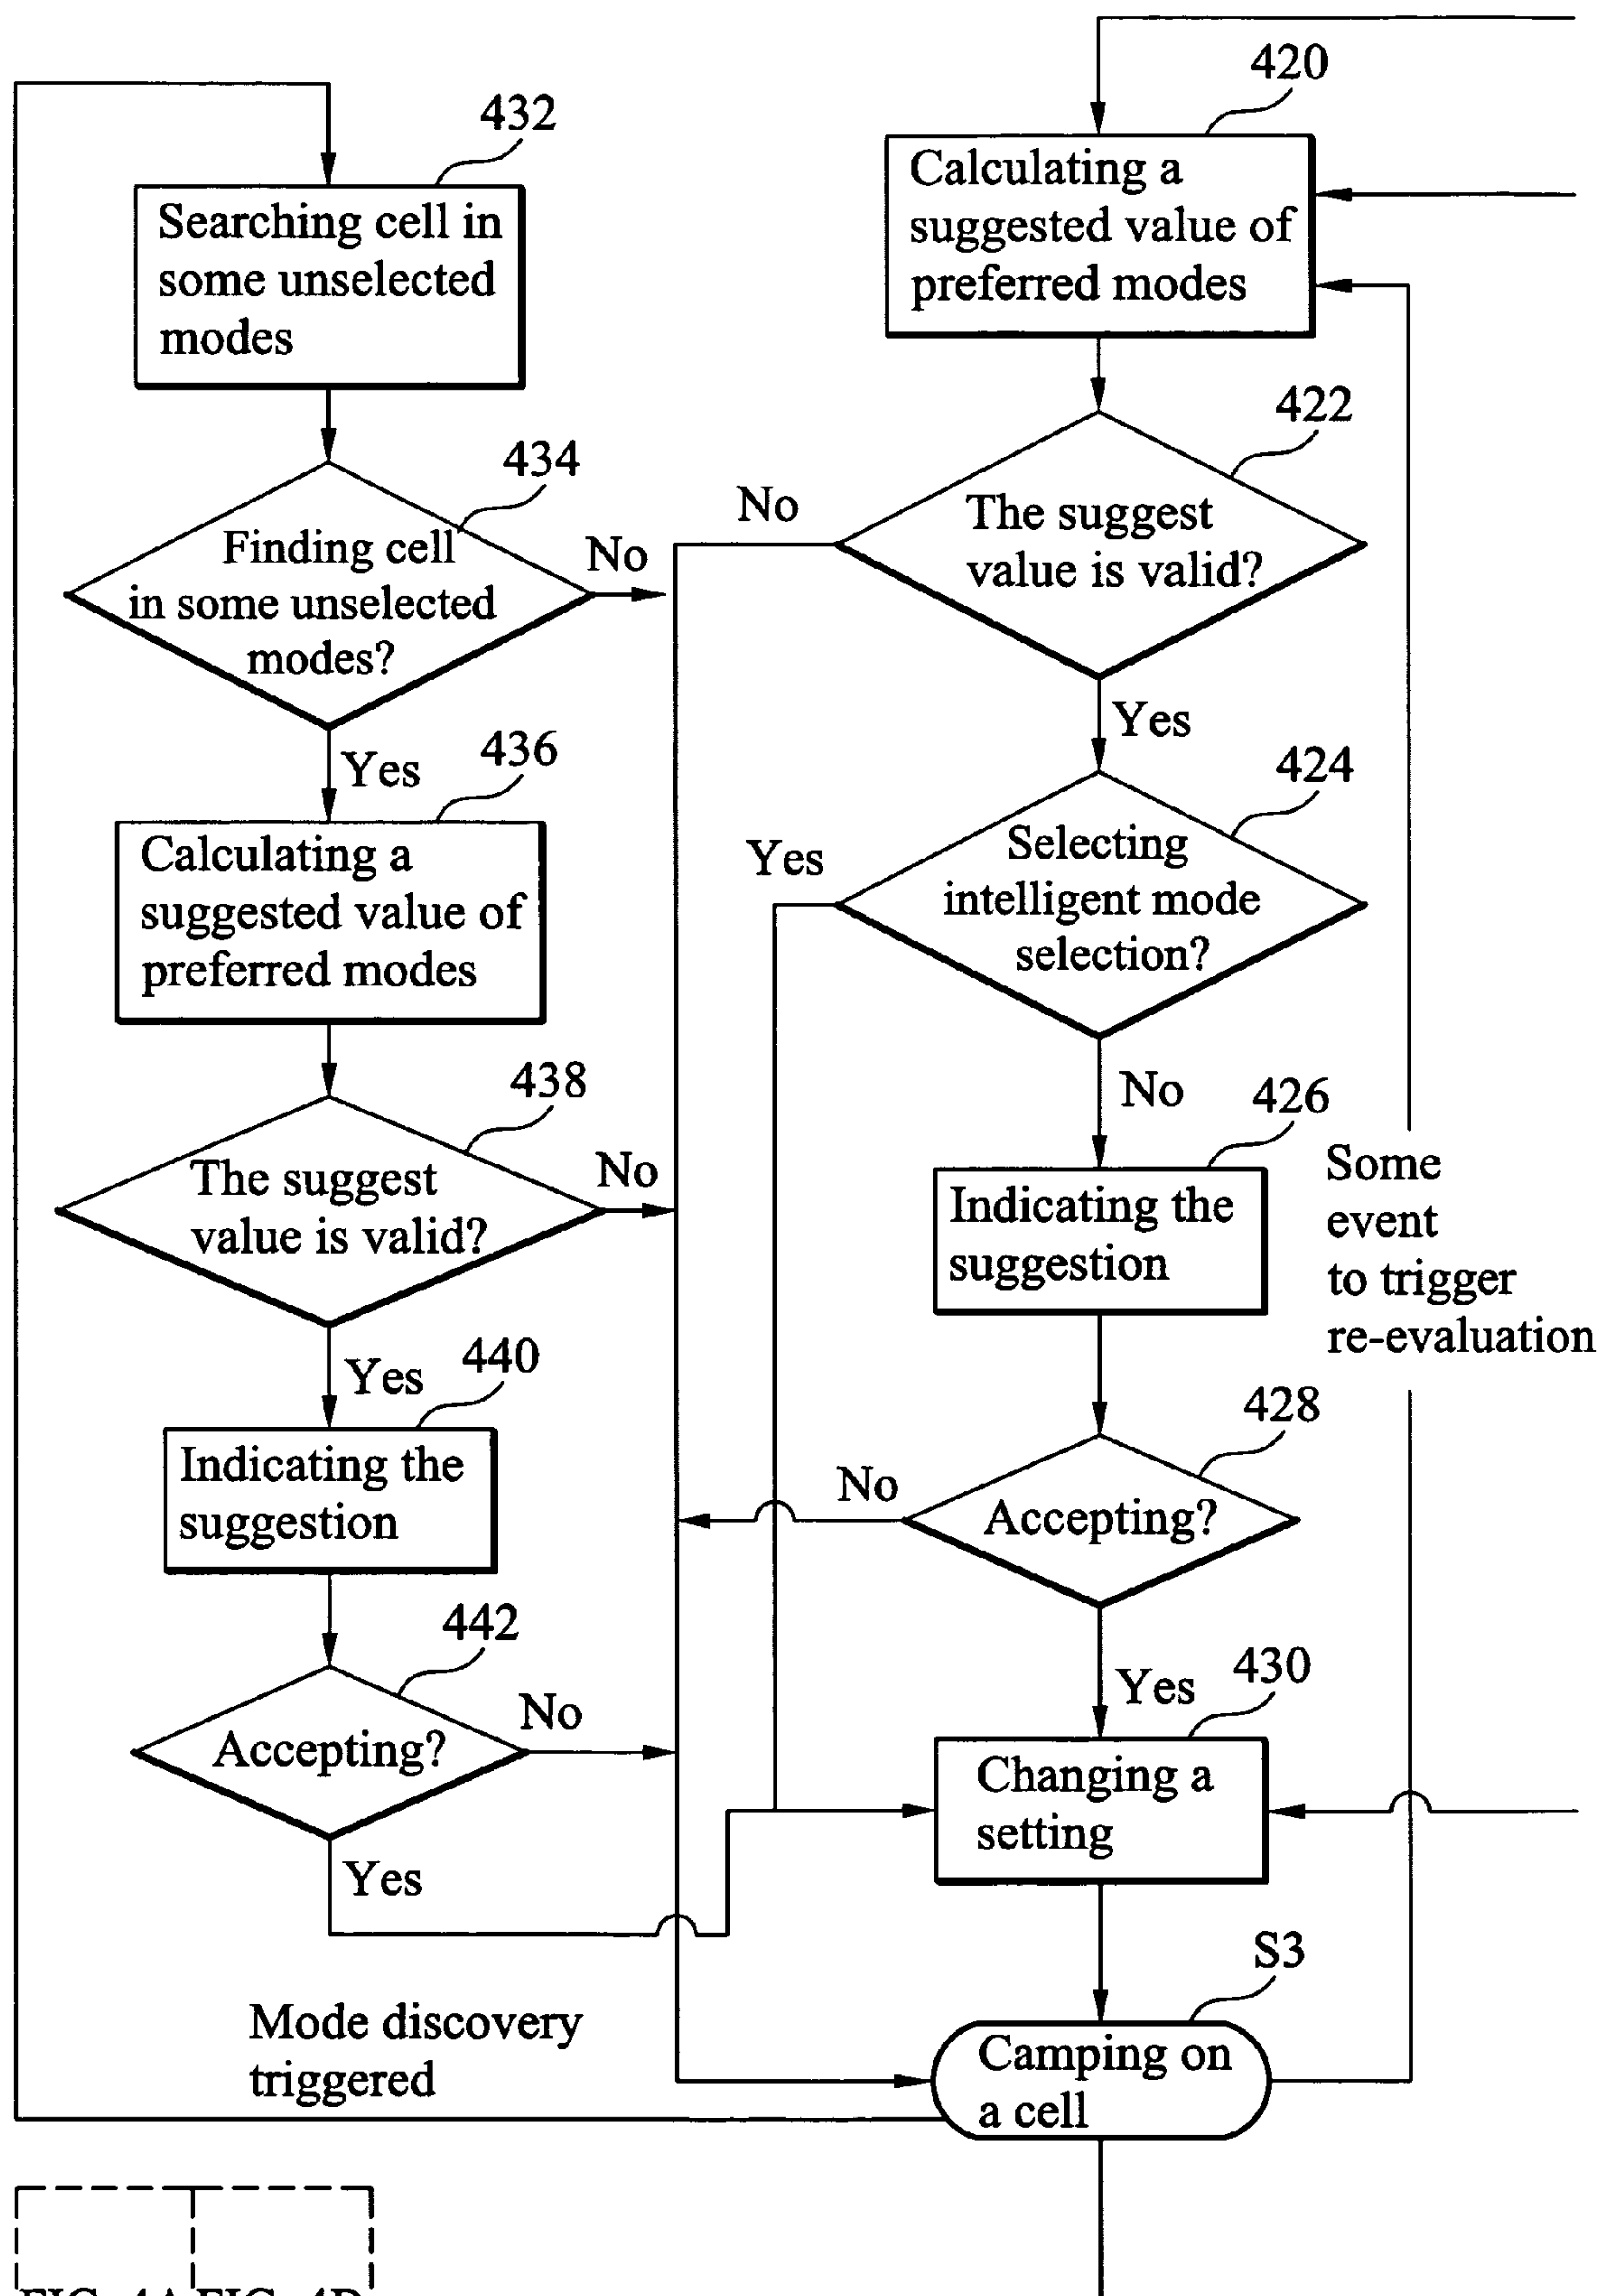 432
Searching cell in
some unselected
modes
434
Finding cell
in some unselected
modes?
No
Yes
436
Calculating a
suggested value of
preferred modes
438
The suggest
value is valid?
No
Yes
440
Indicating the
suggestion
442
Accepting?
No
Yes
Mode discovery
triggered
420
Calculating a
suggested value of
preferred modes
422
The suggest
value is valid?
No
Yes
424
Selecting
intelligent mode
selection?
Yes
No
426
Indicating the
suggestion
Some
event
to trigger
re-evaluation
428
Accepting?
No
Yes
430
Changing a
setting
S3
Camping on
a cell
FIG. 4A FIG. 4B